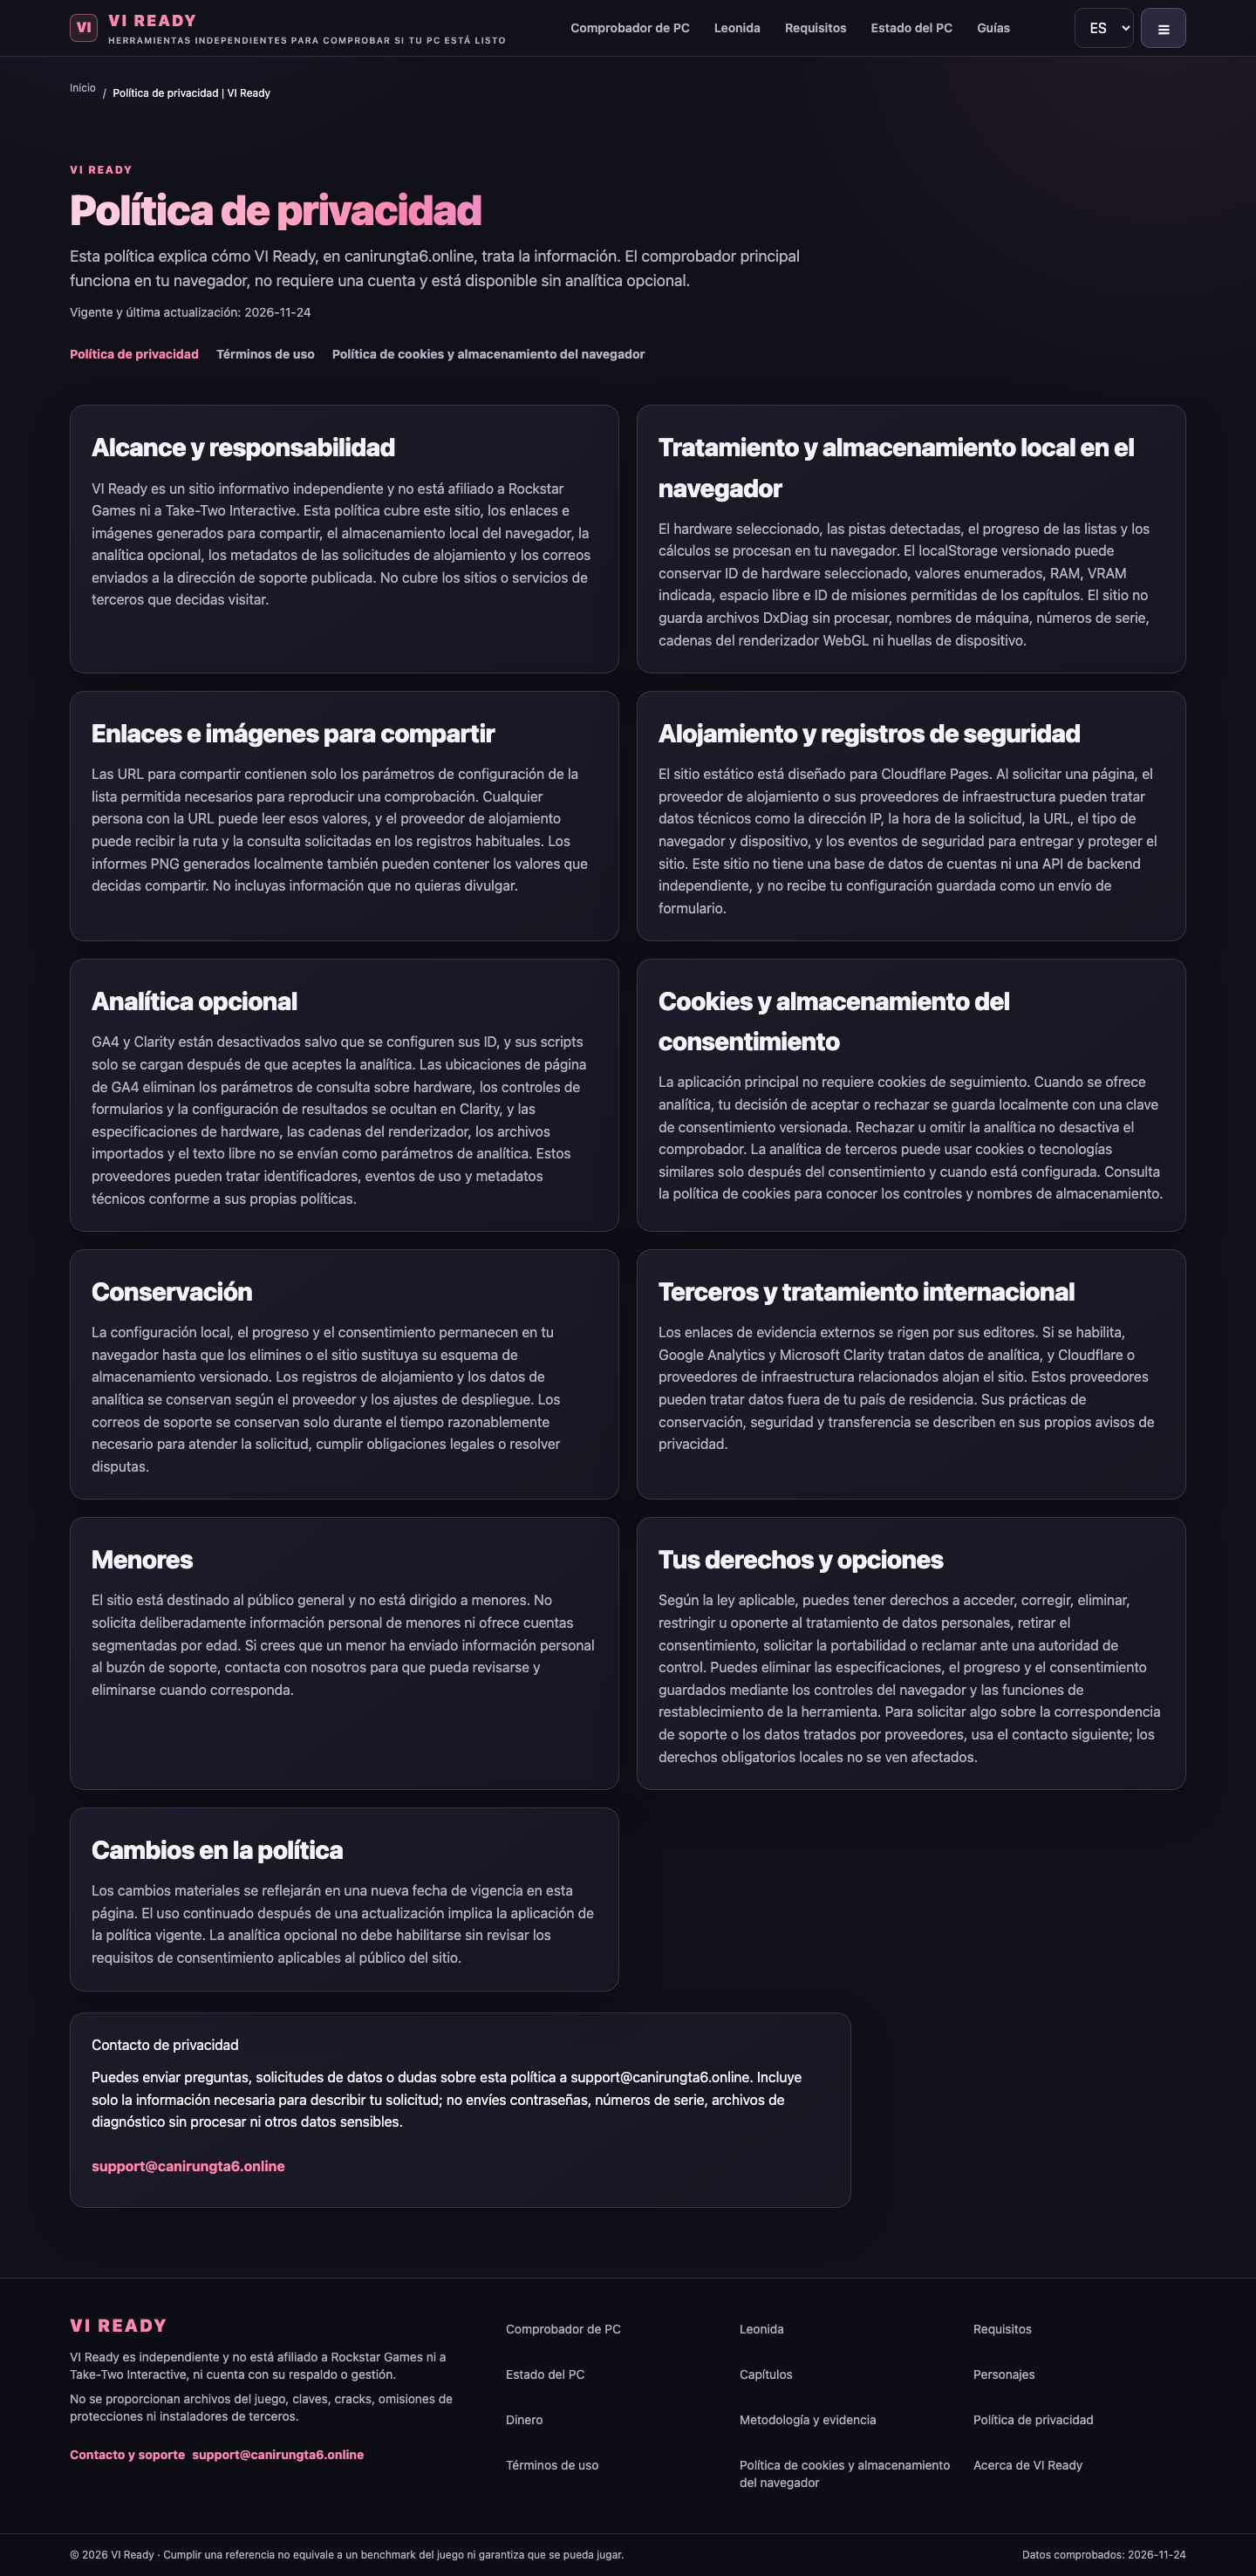 VI
VI READY
HERRAMIENTAS INDEPENDIENTES PARA COMPROBAR SI TU PC ESTÁ LISTO
Comprobador de PC
Leonida
Requisitos
Estado del PC
Guías
ES
Inicio / Política de privacidad | VI Ready
VI READY
Política de privacidad
Esta política explica cómo VI Ready, en canirungta6.online, trata la información. El comprobador principal
funciona en tu navegador, no requiere una cuenta y está disponible sin analítica opcional.
Vigente y última actualización: 2026-11-24
Política de privacidad
Términos de uso
Política de cookies y almacenamiento del navegador
Alcance y responsabilidad
VI Ready es un sitio informativo independiente y no está afiliado a Rockstar
Games ni a Take-Two Interactive. Esta política cubre este sitio, los enlaces e
imágenes generados para compartir, el almacenamiento local del navegador, la
analítica opcional, los metadatos de las solicitudes de alojamiento y los correos
enviados a la dirección de soporte publicada. No cubre los sitios o servicios de
terceros que decidas visitar.
Tratamiento y almacenamiento local en el
navegador
El hardware seleccionado, las pistas detectadas, el progreso de las listas y los
cálculos se procesan en tu navegador. El localStorage versionado puede
conservar ID de hardware seleccionado, valores enumerados, RAM, VRAM
indicada, espacio libre e ID de misiones permitidas de los capítulos. El sitio no
guarda archivos DxDiag sin procesar, nombres de máquina, números de serie,
cadenas del renderizador WebGL ni huellas de dispositivo.
Enlaces e imágenes para compartir
Las URL para compartir contienen solo los parámetros de configuración de la
lista permitida necesarios para reproducir una comprobación. Cualquier
persona con la URL puede leer esos valores, y el proveedor de alojamiento
puede recibir la ruta y la consulta solicitadas en los registros habituales. Los
informes PNG generados localmente también pueden contener los valores que
decidas compartir. No incluyas información que no quieras divulgar.
Alojamiento y registros de seguridad
El sitio estático está diseñado para Cloudflare Pages. Al solicitar una página, el
proveedor de alojamiento o sus proveedores de infraestructura pueden tratar
datos técnicos como la dirección IP, la hora de la solicitud, la URL, el tipo de
navegador y dispositivo, y los eventos de seguridad para entregar y proteger el
sitio. Este sitio no tiene una base de datos de cuentas ni una API de backend
independiente, y no recibe tu configuración guardada como un envío de
formulario.
Analítica opcional
GA4 y Clarity están desactivados salvo que se configuren sus ID, y sus scripts
solo se cargan después de que aceptes la analítica. Las ubicaciones de página
de GA4 eliminan los parámetros de consulta sobre hardware, los controles de
formularios y la configuración de resultados se ocultan en Clarity, y las
especificaciones de hardware, las cadenas del renderizador, los archivos
importados y el texto libre no se envían como parámetros de analítica. Estos
proveedores pueden tratar identificadores, eventos de uso y metadatos
técnicos conforme a sus propias políticas.
Cookies y almacenamiento del
consentimiento
La aplicación principal no requiere cookies de seguimiento. Cuando se ofrece
analítica, tu decisión de aceptar o rechazar se guarda localmente con una clave
de consentimiento versionada. Rechazar u omitir la analítica no desactiva el
comprobador. La analítica de terceros puede usar cookies o tecnologías
similares solo después del consentimiento y cuando está configurada. Consulta
la política de cookies para conocer los controles y nombres de almacenamiento.
Conservación
La configuración local, el progreso y el consentimiento permanecen en tu
navegador hasta que los elimines o el sitio sustituya su esquema de
almacenamiento versionado. Los registros de alojamiento y los datos de
analítica se conservan según el proveedor y los ajustes de despliegue. Los
correos de soporte se conservan solo durante el tiempo razonablemente
necesario para atender la solicitud, cumplir obligaciones legales o resolver
disputas.
Terceros y tratamiento internacional
Los enlaces de evidencia externos se rigen por sus editores. Si se habilita,
Google Analytics y Microsoft Clarity tratan datos de analítica, y Cloudflare o
proveedores de infraestructura relacionados alojan el sitio. Estos proveedores
pueden tratar datos fuera de tu país de residencia. Sus prácticas de
conservación, seguridad y transferencia se describen en sus propios avisos de
privacidad.
Menores
El sitio está destinado al público general y no está dirigido a menores. No
solicita deliberadamente información personal de menores ni ofrece cuentas
segmentadas por edad. Si crees que un menor ha enviado información personal
al buzón de soporte, contacta con nosotros para que pueda revisarse y
eliminarse cuando corresponda.
Tus derechos y opciones
Según la ley aplicable, puedes tener derechos a acceder, corregir, eliminar,
restringir u oponerte al tratamiento de datos personales, retirar el
consentimiento, solicitar la portabilidad o reclamar ante una autoridad de
control. Puedes eliminar las especificaciones, el progreso y el consentimiento
guardados mediante los controles del navegador y las funciones de
restablecimiento de la herramienta. Para solicitar algo sobre la correspondencia
de soporte o los datos tratados por proveedores, usa el contacto siguiente; los
derechos obligatorios locales no se ven afectados.
Cambios en la política
Los cambios materiales se reflejarán en una nueva fecha de vigencia en esta
página. El uso continuado después de una actualización implica la aplicación de
la política vigente. La analítica opcional no debe habilitarse sin revisar los
requisitos de consentimiento aplicables al público del sitio.
Contacto de privacidad
Puedes enviar preguntas, solicitudes de datos o dudas sobre esta política a support@canirungta6.online. Incluye
solo la información necesaria para describir tu solicitud; no envíes contraseñas, números de serie, archivos de
diagnóstico sin procesar ni otros datos sensibles.
support@canirungta6.online
VI READY
VI Ready es independiente y no está afiliado a Rockstar Games ni a
Take-Two Interactive, ni cuenta con su respaldo o gestión.
No se proporcionan archivos del juego, claves, cracks, omisiones de
protecciones ni instaladores de terceros.
Contacto y soporte support@canirungta6.online
Comprobador de PC
Leonida
Requisitos
Estado del PC
Capítulos
Personajes
Dinero
Metodología y evidencia
Política de privacidad
Términos de uso
Política de cookies y almacenamiento
del navegador
Acerca de VI Ready
© 2026 VI Ready · Cumplir una referencia no equivale a un benchmark del juego ni garantiza que se pueda jugar.
Datos comprobados: 2026-11-24